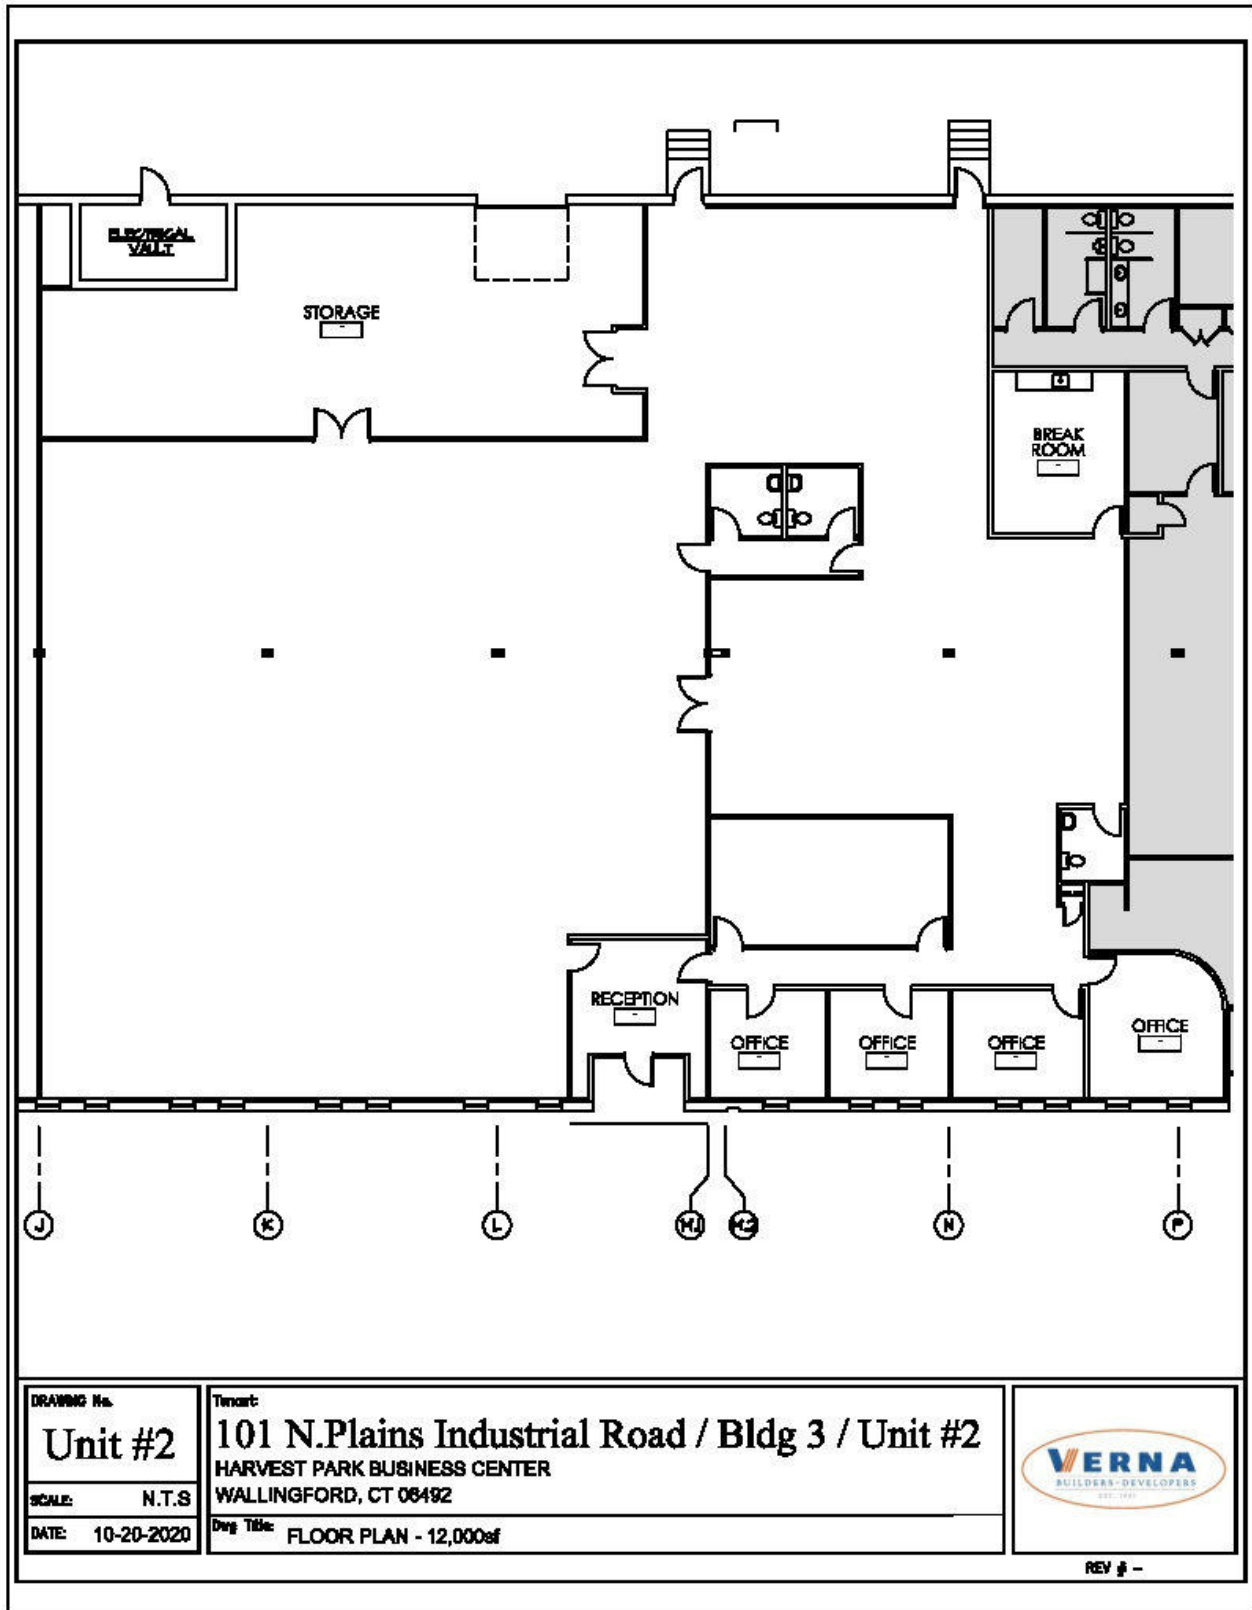 ELECTRICAL
VAULT
STORAGE
BREAK
ROOM
RECEPTION
OFFICE
OFFICE
OFFICE
OFFICE
J
K
L
M1
M2
N
P
DRAWING No.
Unit #2
SCALE: N.T.S
DATE: 10-20-2020
Tenant:
101 N.Plains Industrial Road / Bldg 3 / Unit #2
HARVEST PARK BUSINESS CENTER
WALLINGFORD, CT 06492
Dwg Title: FLOOR PLAN - 12,000sf
VERNA
BUILDERS·DEVELOPERS
REV # -